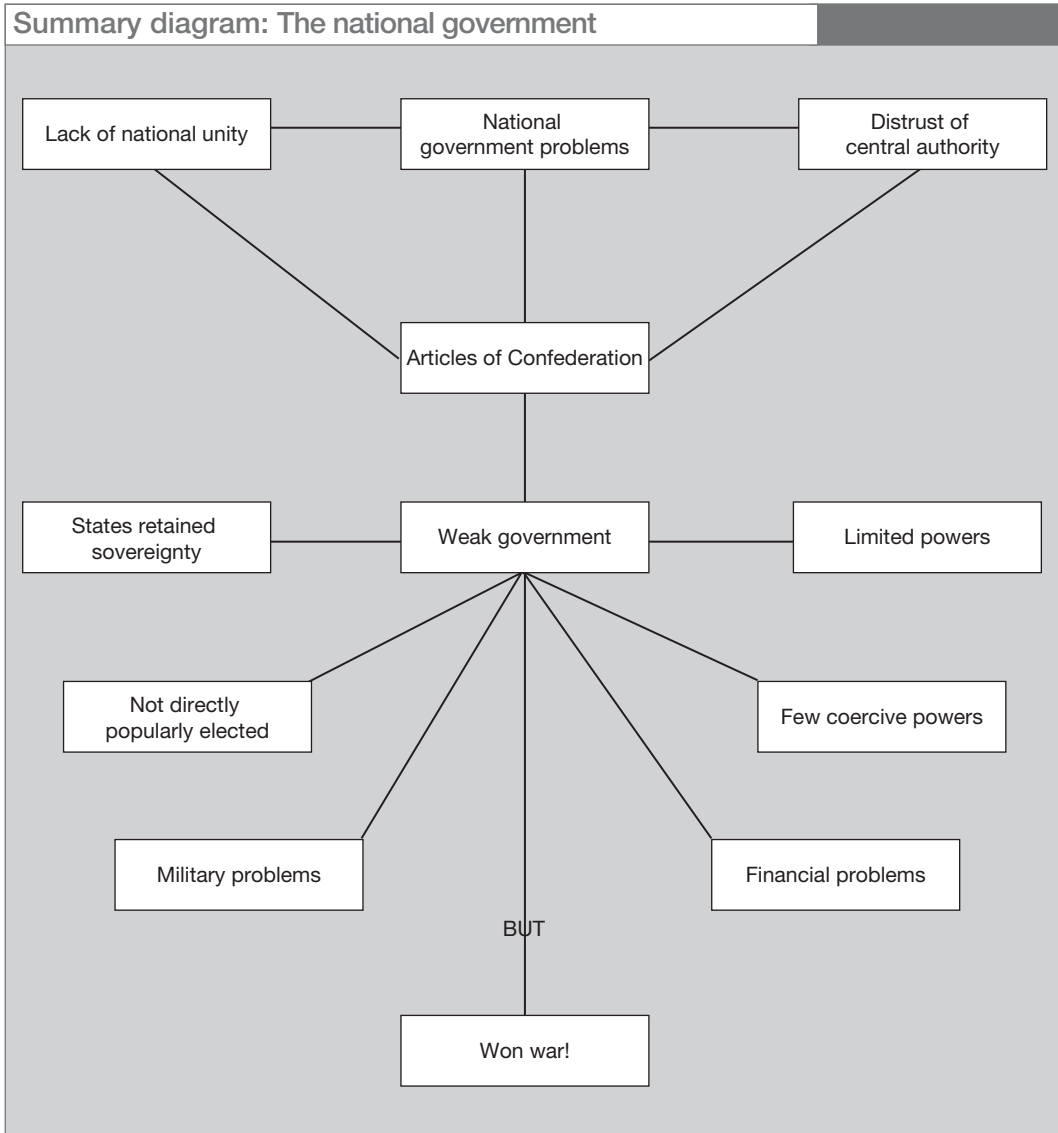 Summary diagram: The national government
Lack of national unity
National
government problems
Distrust of
central authority
Articles of Confederation
States retained
sovereignty
Weak government
Limited powers
Not directly
popularly elected
Few coercive powers
Military problems
Financial problems
BUT
Won war!